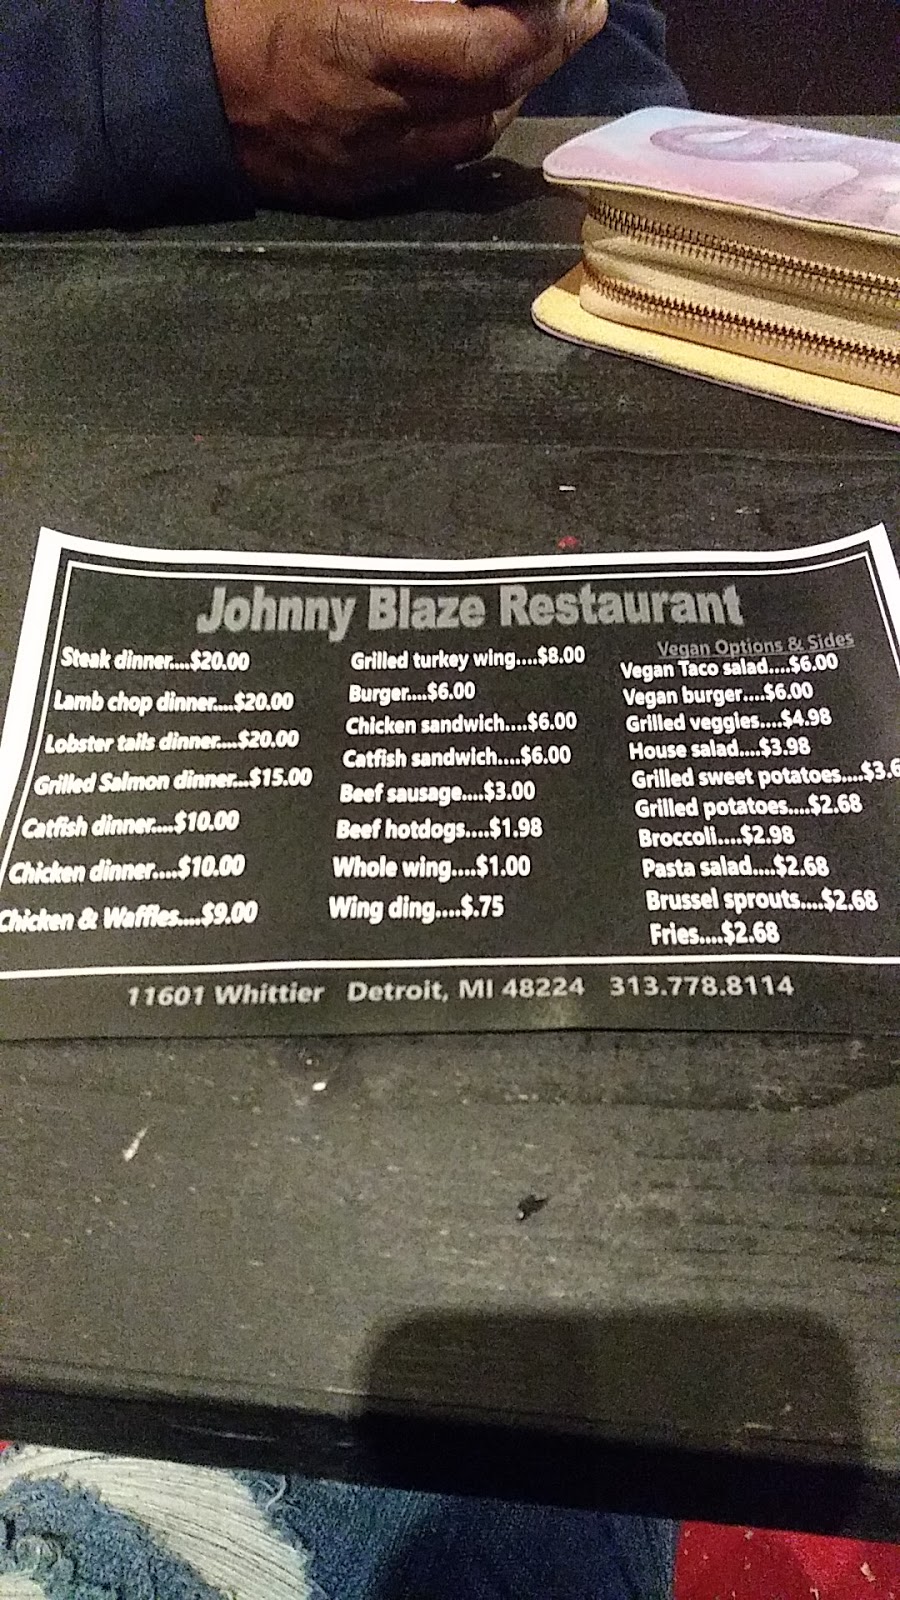 Johnny Blaze Restaurant
Steak dinner....$20.00
Lamb chop dinner....$20.00
Lobster tails dinner....$20.00
Grilled Salmon dinner...$15.00
Catfish dinner....$10.00
Chicken dinner....$10.00
Chicken & Waffles....$9.00
Grilled turkey wing....$8.00
Burger....$6.00
Chicken sandwich....$6.00
Catfish sandwich....$6.00
Beef sausage....$3.00
Beef hotdogs....$1.98
Whole wing....$1.00
Wing ding....$.75
Vegan Options & Sides
Vegan Taco salad....$6.00
Vegan burger....$6.00
Grilled veggies....$4.98
House salad....$3.98
Grilled sweet potatoes....$3.6
Grilled potatoes....$2.68
Broccoli....$2.98
Pasta salad....$2.68
Brussel sprouts....$2.68
Fries....$2.68
11601 Whittier Detroit, MI 48224 313.778.8114